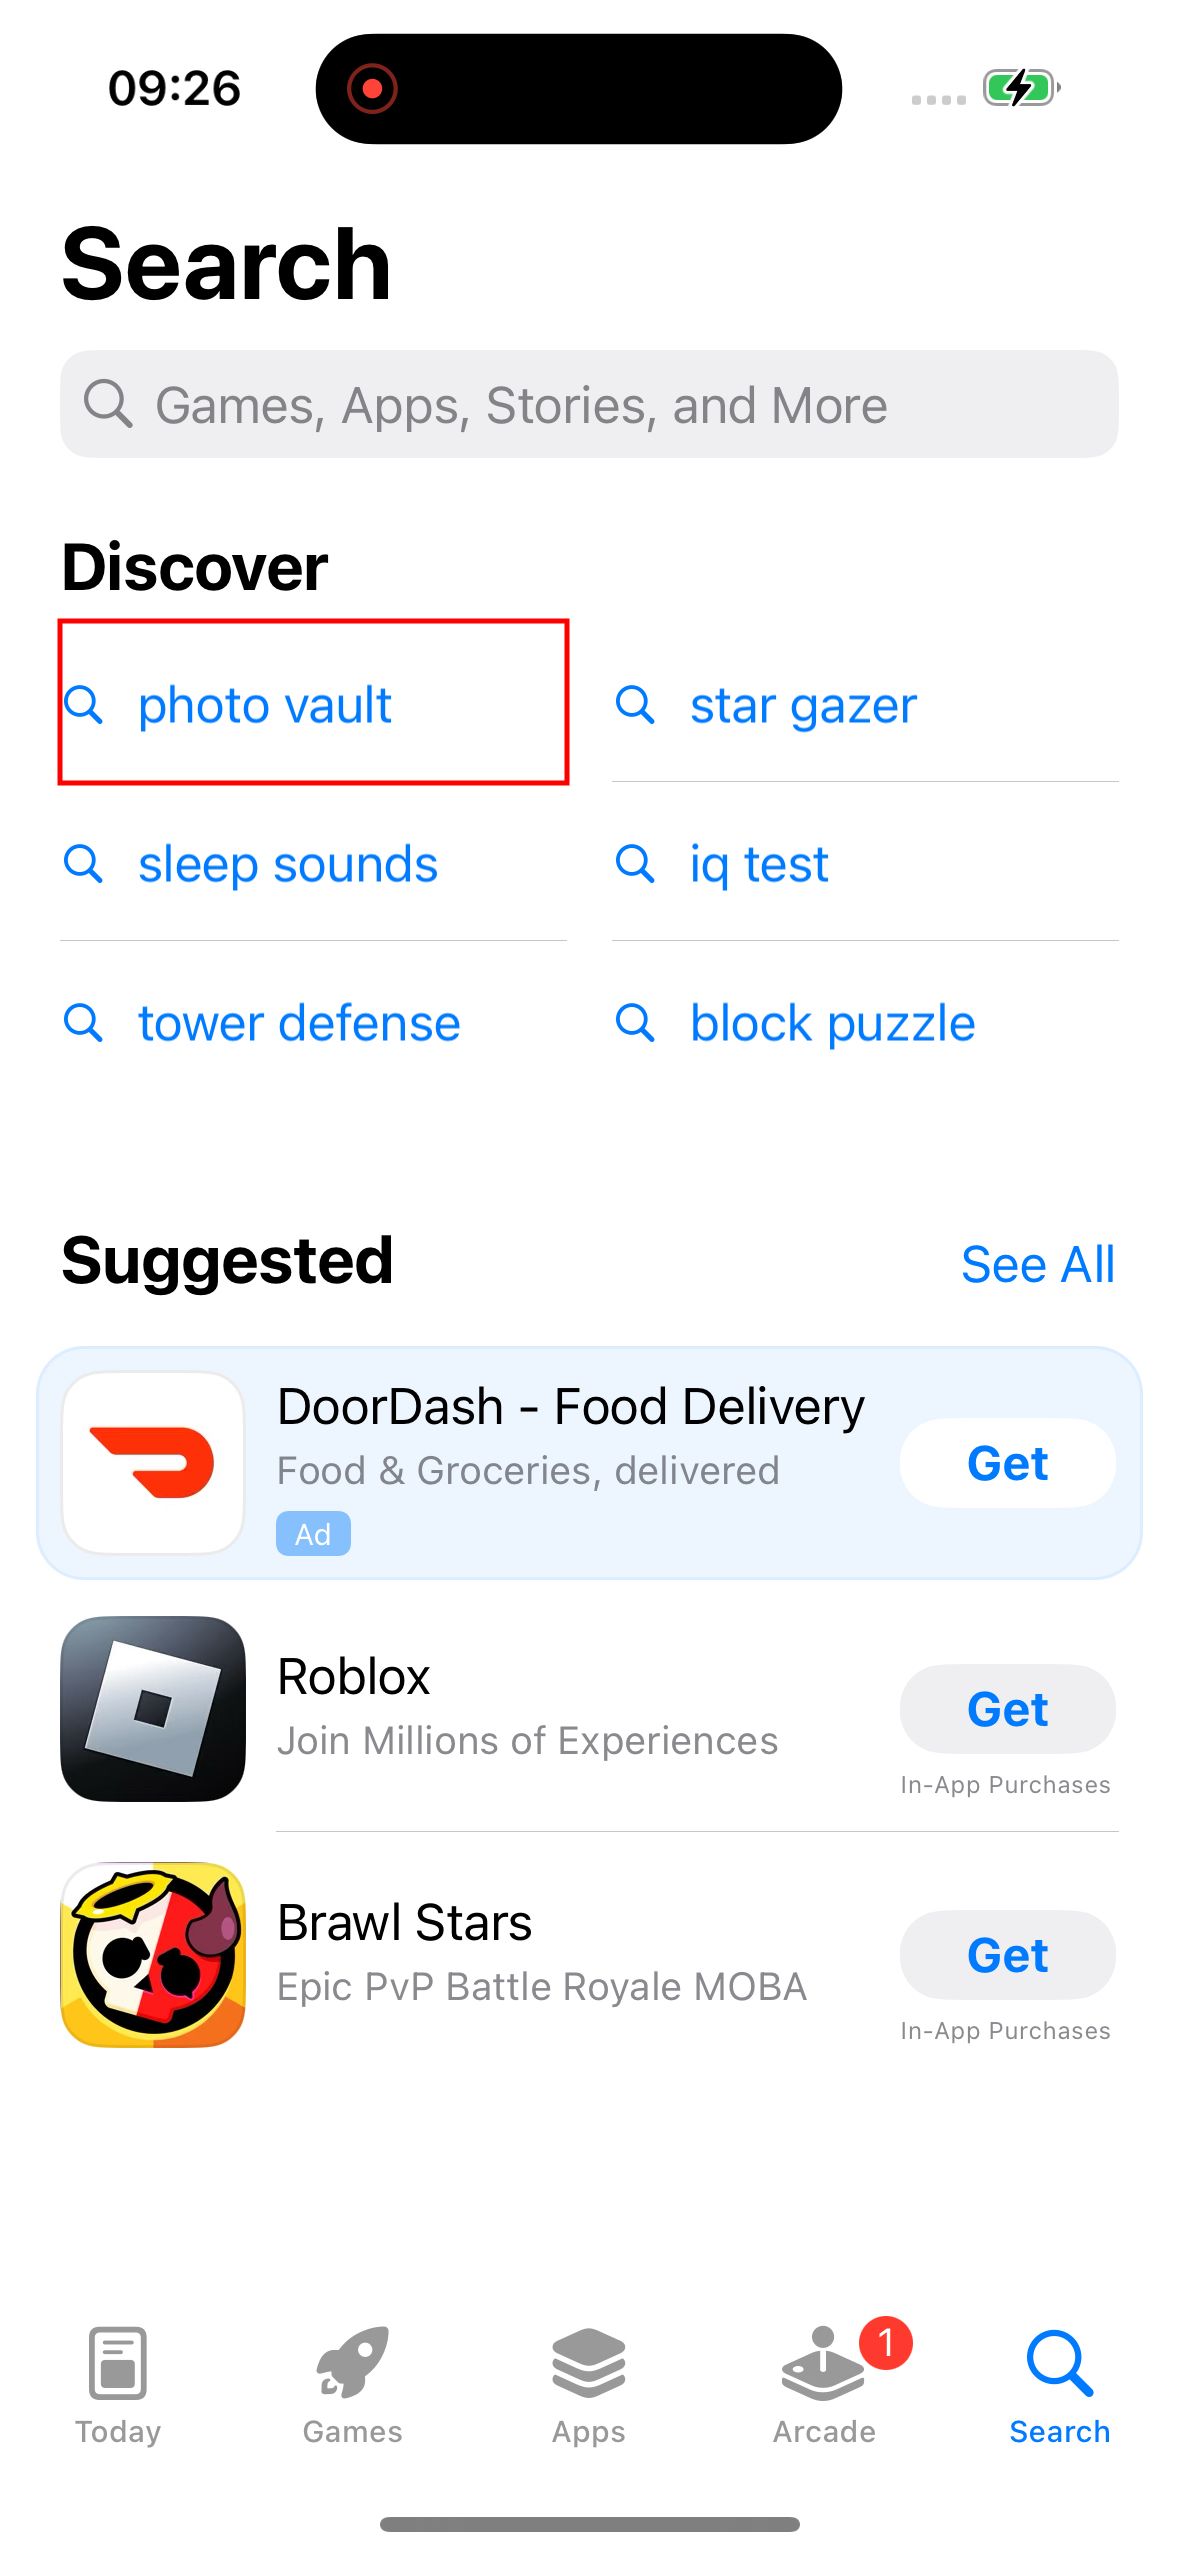 09:26
Search
Games, Apps, Stories, and More
Discover
photo vault
star gazer
sleep sounds
iq test
tower defense
block puzzle
Suggested
See All
DoorDash - Food Delivery
Food & Groceries, delivered
Ad
Get
Roblox
Join Millions of Experiences
Get
In-App Purchases
Brawl Stars
Epic PvP Battle Royale MOBA
Get
In-App Purchases
1
Today
Games
Apps
Arcade
Search